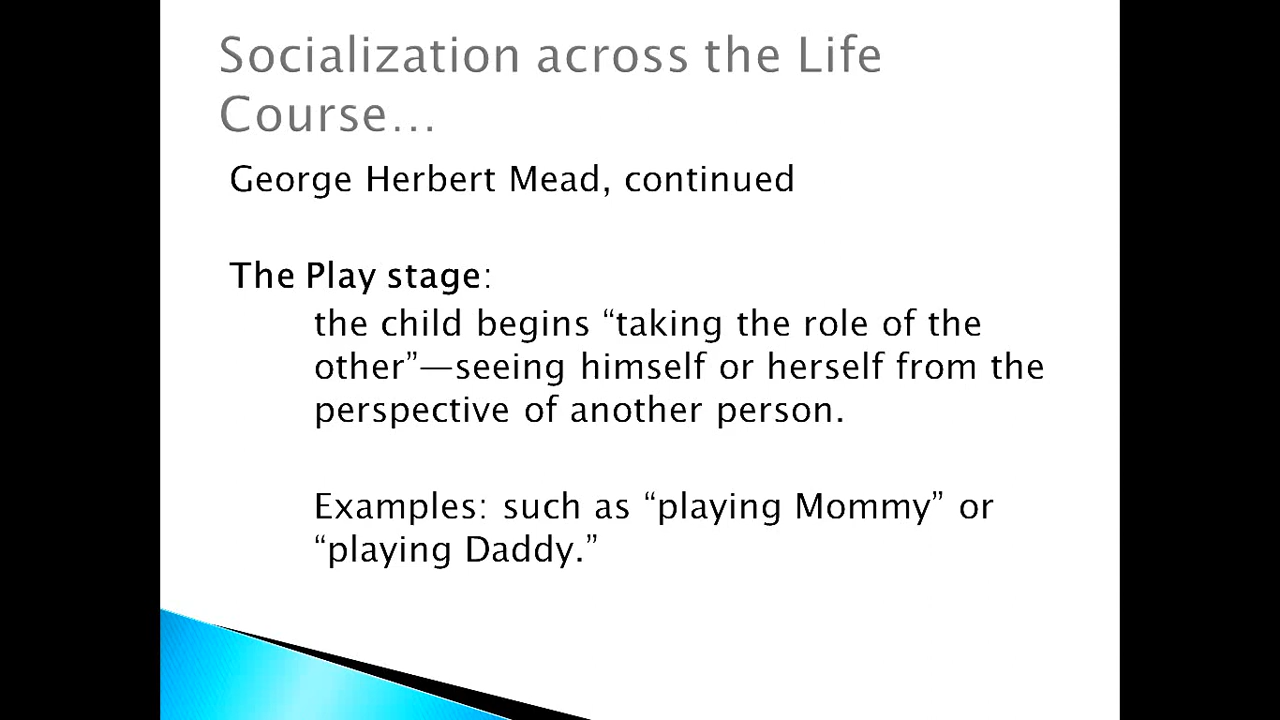 Socialization across the Life
Course…
George Herbert Mead, continued
The Play stage:
the child begins “taking the role of the
other”—seeing himself or herself from the
perspective of another person.
Examples: such as “playing Mommy” or
“playing Daddy.”